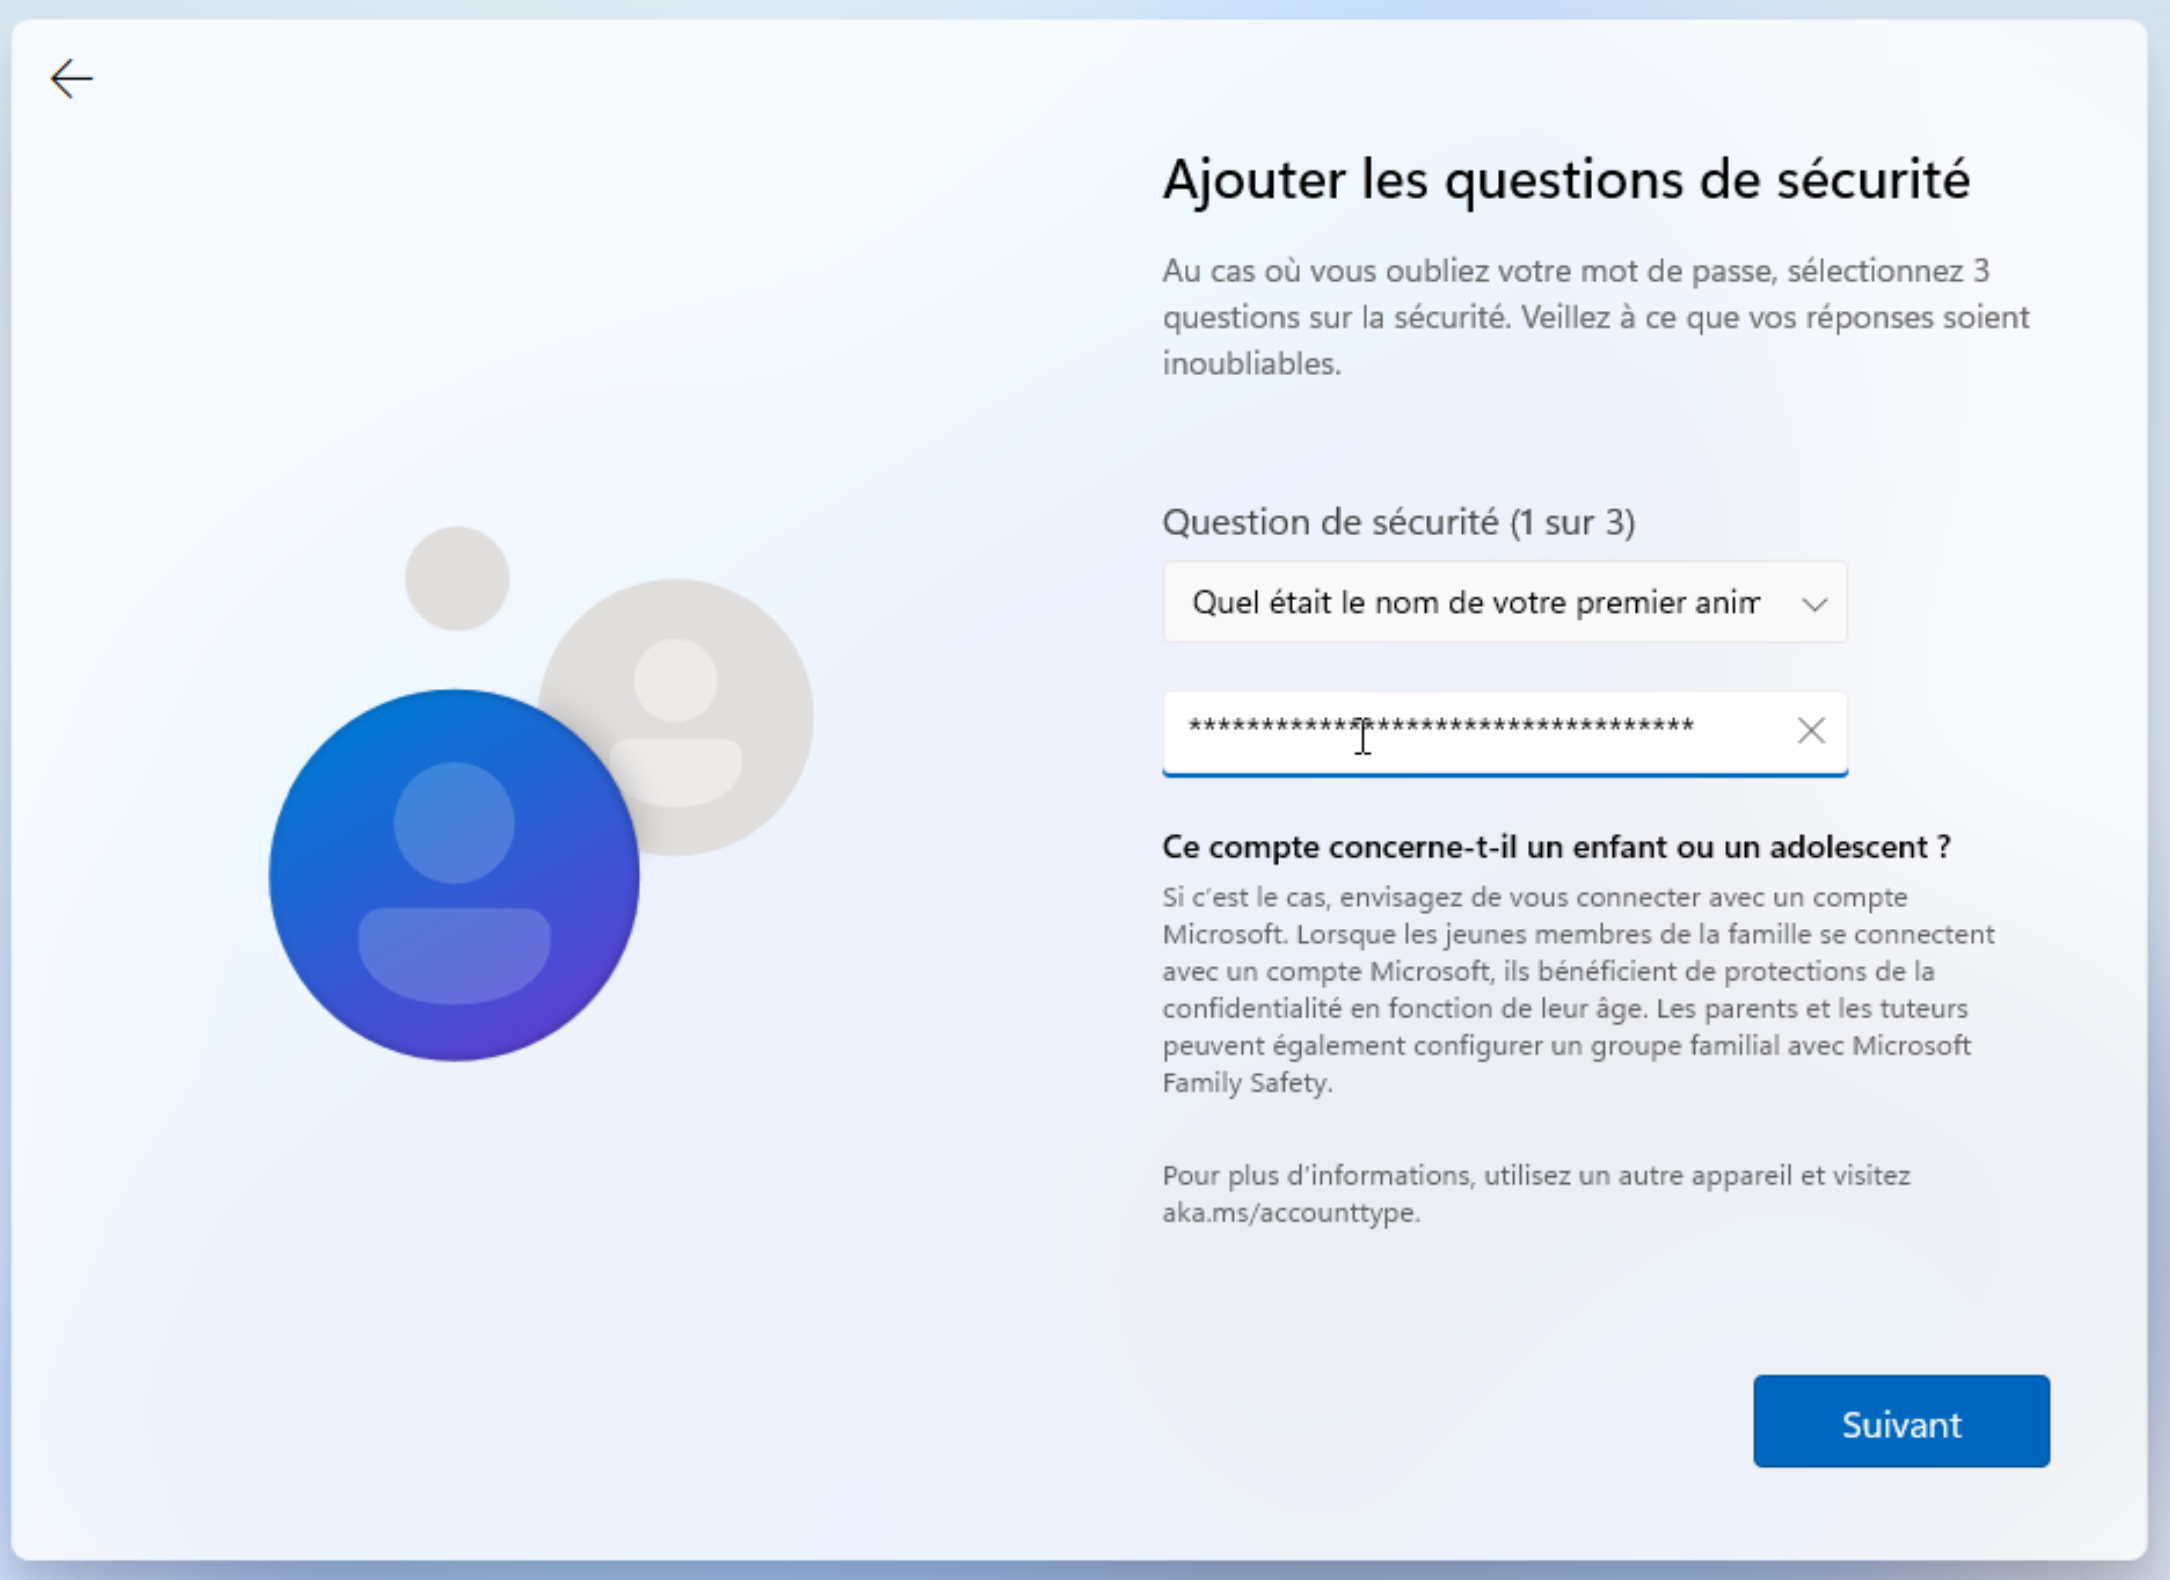 Ajouter les questions de sécurité
Au cas où vous oubliez votre mot de passe, sélectionnez 3
questions sur la sécurité. Veillez à ce que vos réponses soient
inoubliables.
Question de sécurité (1 sur 3)
Quel était le nom de votre premier anim
***********************************
Ce compte concerne-t-il un enfant ou un adolescent ?
Si c’est le cas, envisagez de vous connecter avec un compte
Microsoft. Lorsque les jeunes membres de la famille se connectent
avec un compte Microsoft, ils bénéficient de protections de la
confidentialité en fonction de leur âge. Les parents et les tuteurs
peuvent également configurer un groupe familial avec Microsoft
Family Safety.
Pour plus d'informations, utilisez un autre appareil et visitez
aka.ms/accounttype.
Suivant